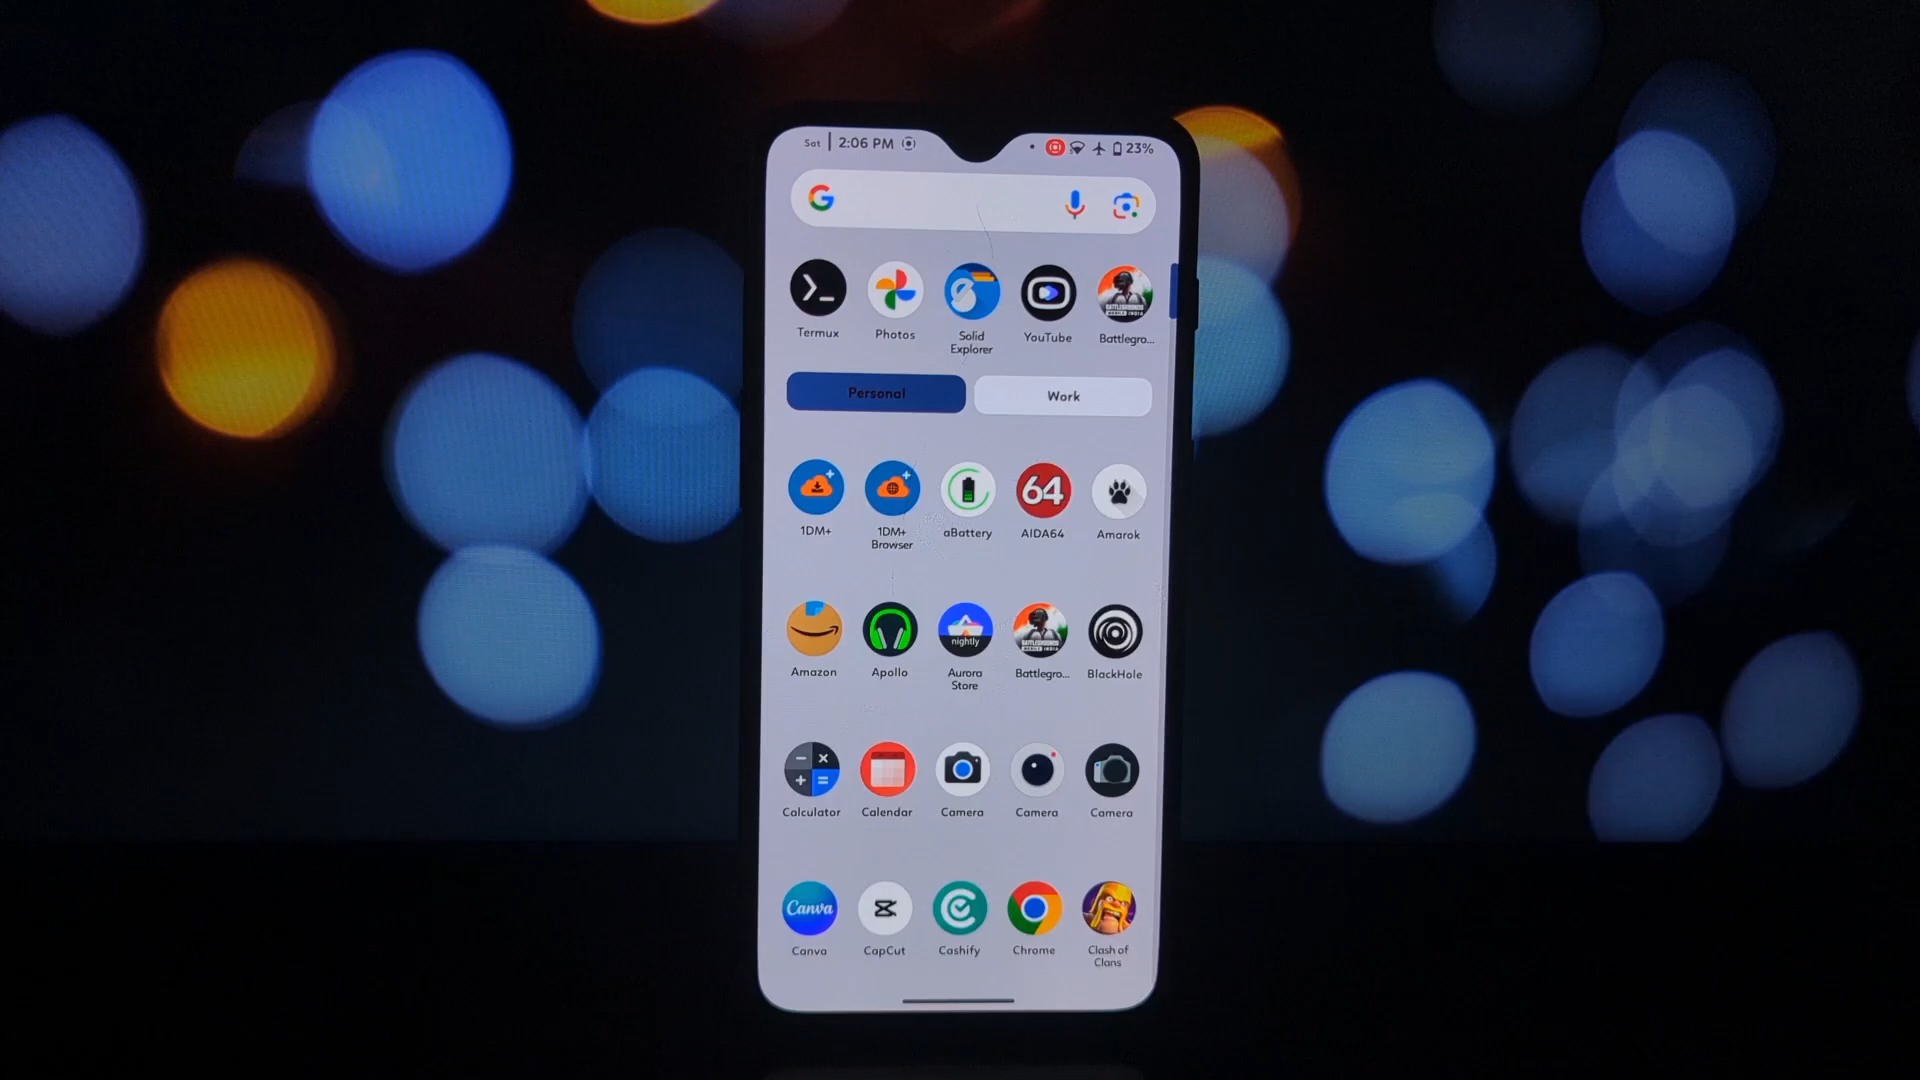 Sat 2:06 PM 23%
Termux Photos Solid Explorer YouTube Battlegro...
Personal Work
1DM+ 1DM+ Browser aBattery AIDA64 Amarok
64
nightly
Amazon Apollo Aurora Store Battlegro... BlackHole
Calculator Calendar Camera Camera Camera
Canva
Canva CapCut Cashify Chrome Clash of Clans